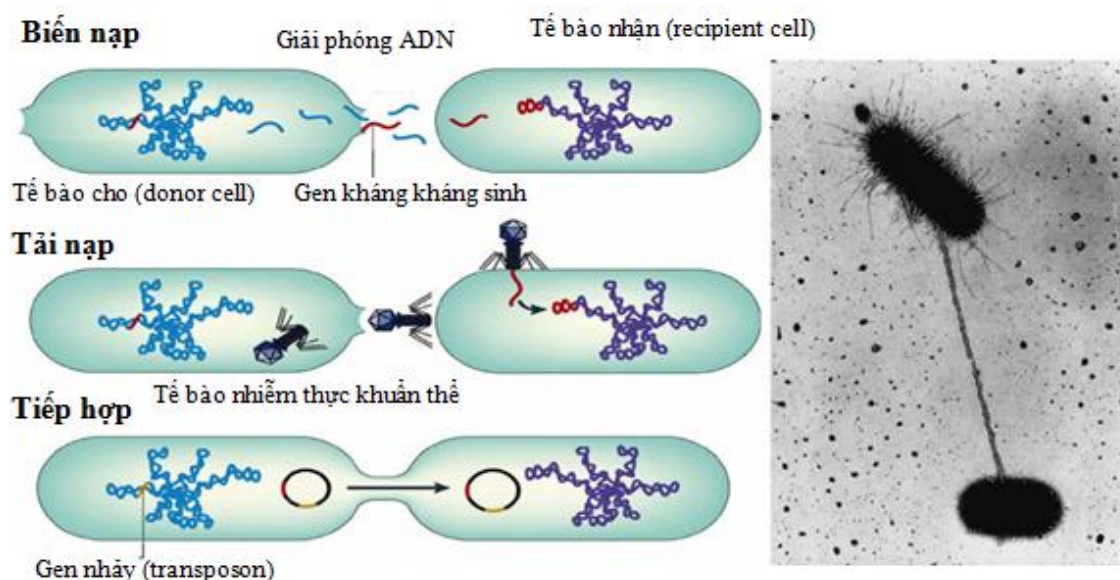 Biến nạp
Giải phóng ADN
Tế bào nhận (recipient cell)
Tế bào cho (donor cell)
Gen kháng kháng sinh
Tải nạp
Tế bào nhiễm thực khuẩn thể
Tiếp hợp
Gen nhảy (transposon)